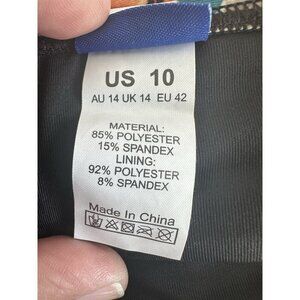 US 10
AU 14 UK 14 EU 42
MATERIAL:
85% POLYESTER
15% SPANDEX
LINING:
92% POLYESTER
8% SPANDEX
Made In China